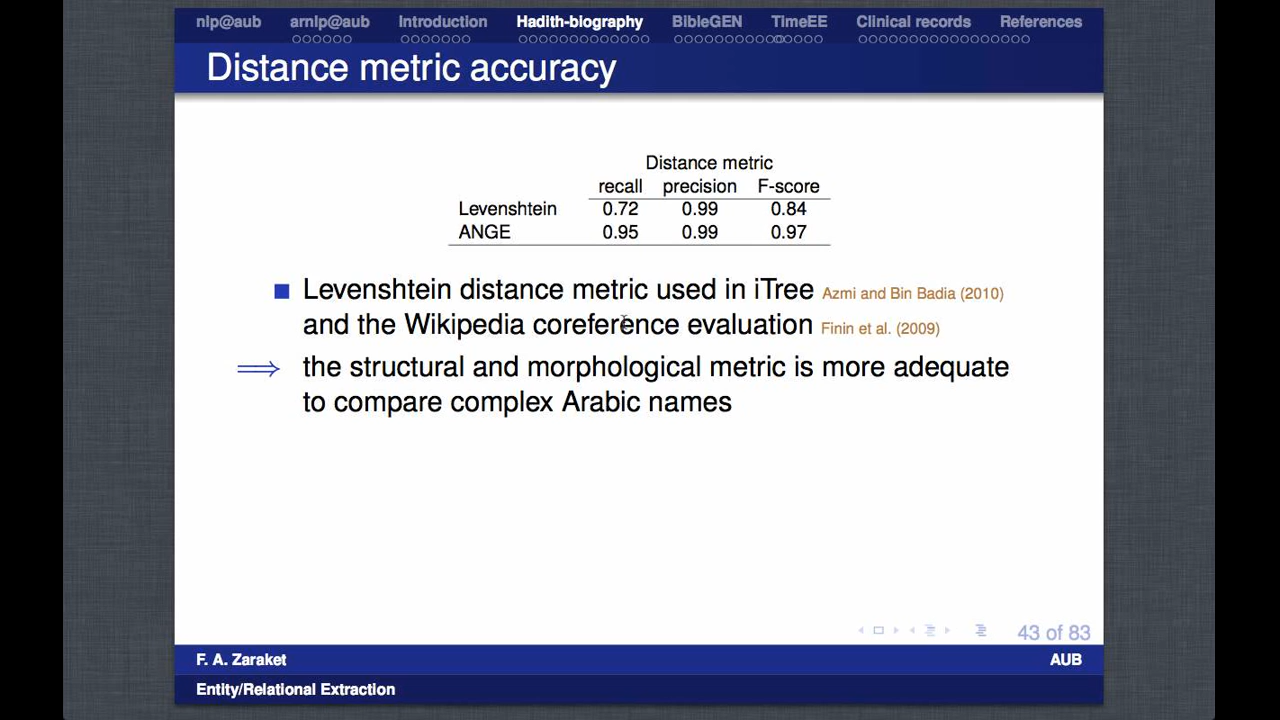 nlp@aub arnlp@aub Introduction Hadith-biography BibleGEN TimeEE Clinical records References
Distance metric accuracy
Distance metric
recall precision F-score
Levenshtein 0.72 0.99 0.84
ANGE 0.95 0.99 0.97
Levenshtein distance metric used in iTree Azmi and Bin Badia (2010)
and the Wikipedia coreference evaluation Finin et al. (2009)
⟹ the structural and morphological metric is more adequate
to compare complex Arabic names
43 of 83
F. A. Zaraket AUB
Entity/Relational Extraction